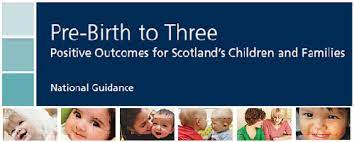 Pre-Birth to Three
Positive Outcomes for Scotland's Children and Families
National Guidance